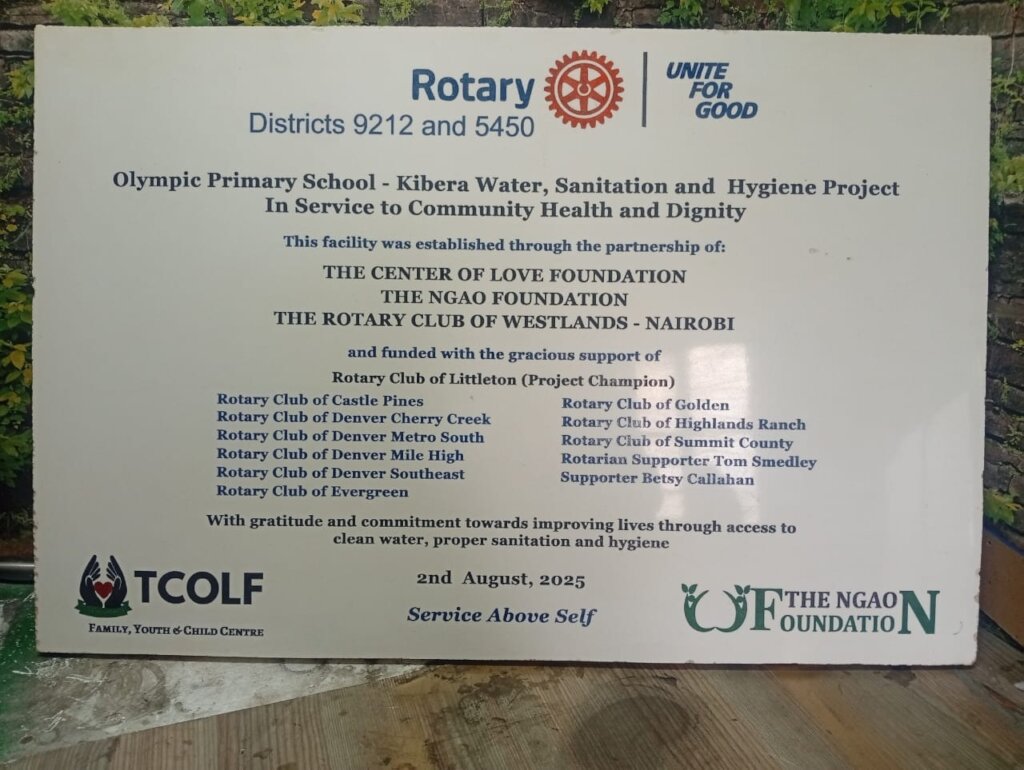 Rotary
Districts 9212 and 5450
UNITE
FOR
GOOD
Olympic Primary School - Kibera Water, Sanitation and Hygiene Project
In Service to Community Health and Dignity
This facility was established through the partnership of:
THE CENTER OF LOVE FOUNDATION
THE NGAO FOUNDATION
THE ROTARY CLUB OF WESTLANDS - NAIROBI
and funded with the gracious support of
Rotary Club of Littleton (Project Champion)
Rotary Club of Castle Pines
Rotary Club of Denver Cherry Creek
Rotary Club of Denver Metro South
Rotary Club of Denver Mile High
Rotary Club of Denver Southeast
Rotary Club of Evergreen
Rotary Club of Golden
Rotary Club of Highlands Ranch
Rotary Club of Summit County
Rotarian Supporter Tom Smedley
Supporter Betsy Callahan
With gratitude and commitment towards improving lives through access to
clean water, proper sanitation and hygiene
2nd August, 2025
Service Above Self
TCOLF
FAMILY, YOUTH & CHILD CENTRE
THE NGAO
FOUNDATION